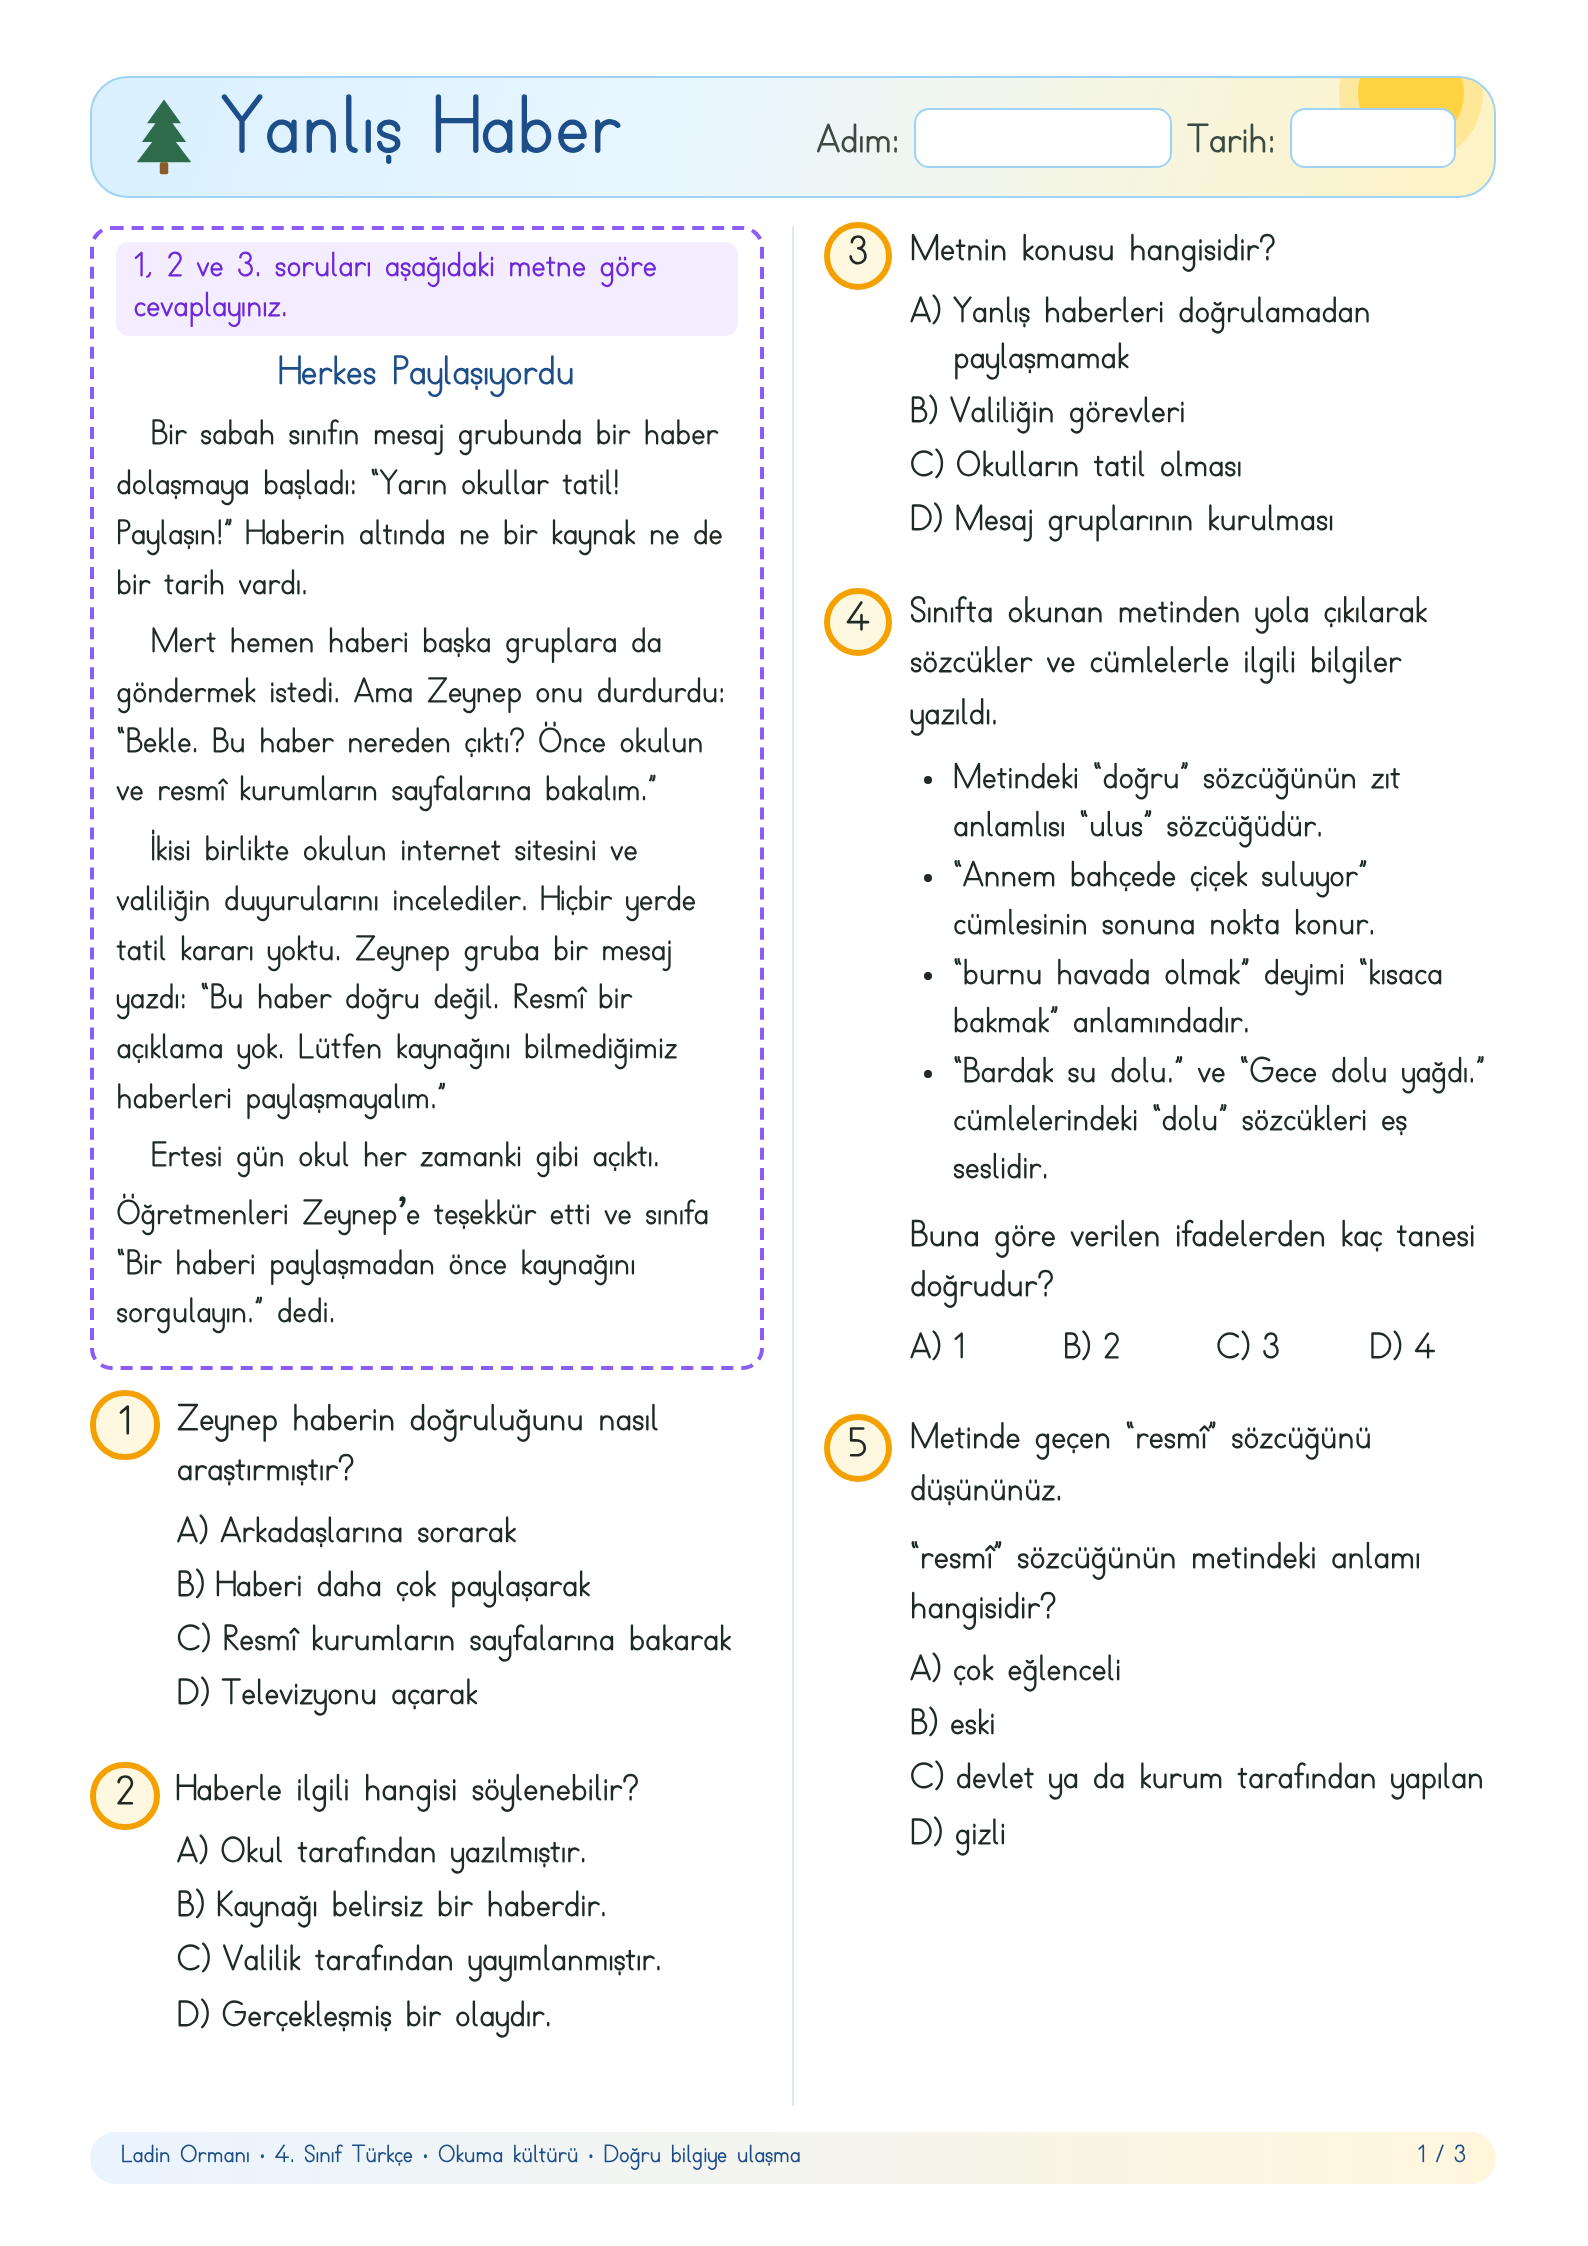 Yanlış Haber
Adım:
Tarih:
1, 2 ve 3. soruları aşağıdaki metne göre
cevaplayınız.
Herkes Paylaşıyordu
Bir sabah sınıfın mesaj grubunda bir haber
dolaşmaya başladı: “Yarın okullar tatil!
Paylaşın!” Haberin altında ne bir kaynak ne de
bir tarih vardı.
Mert hemen haberi başka gruplara da
göndermek istedi. Ama Zeynep onu durdurdu:
“Bekle. Bu haber nereden çıktı? Önce okulun
ve resmî kurumların sayfalarına bakalım.”
İkisi birlikte okulun internet sitesini ve
valiliğin duyurularını incelediler. Hiçbir yerde
tatil kararı yoktu. Zeynep gruba bir mesaj
yazdı: “Bu haber doğru değil. Resmî bir
açıklama yok. Lütfen kaynağını bilmediğimiz
haberleri paylaşmayalım.”
Ertesi gün okul her zamanki gibi açıktı.
Öğretmenleri Zeynep’e teşekkür etti ve sınıfa
“Bir haberi paylaşmadan önce kaynağını
sorgulayın.” dedi.
1 Zeynep haberin doğruluğunu nasıl
araştırmıştır?
A) Arkadaşlarına sorarak
B) Haberi daha çok paylaşarak
C) Resmî kurumların sayfalarına bakarak
D) Televizyonu açarak
2 Haberle ilgili hangisi söylenebilir?
A) Okul tarafından yazılmıştır.
B) Kaynağı belirsiz bir haberdir.
C) Valilik tarafından yayımlanmıştır.
D) Gerçekleşmiş bir olaydır.
3 Metnin konusu hangisidir?
A) Yanlış haberleri doğrulamadan
paylaşmamak
B) Valiliğin görevleri
C) Okulların tatil olması
D) Mesaj gruplarının kurulması
4 Sınıfta okunan metinden yola çıkılarak
sözcükler ve cümlelerle ilgili bilgiler
yazıldı.
• Metindeki “doğru” sözcüğünün zıt
anlamlısı “ulus” sözcüğüdür.
• “Annem bahçede çiçek suluyor”
cümlesinin sonuna nokta konur.
• “burnu havada olmak” deyimi “kısaca
bakmak” anlamındadır.
• “Bardak su dolu.” ve “Gece dolu yağdı.”
cümlelerindeki “dolu” sözcükleri eş
seslidir.
Buna göre verilen ifadelerden kaç tanesi
doğrudur?
A) 1 B) 2 C) 3 D) 4
5 Metinde geçen “resmî” sözcüğünü
düşününüz.
“resmî” sözcüğünün metindeki anlamı
hangisidir?
A) çok eğlenceli
B) eski
C) devlet ya da kurum tarafından yapılan
D) gizli
Ladin Ormanı • 4. Sınıf Türkçe • Okuma kültürü • Doğru bilgiye ulaşma
1 / 3